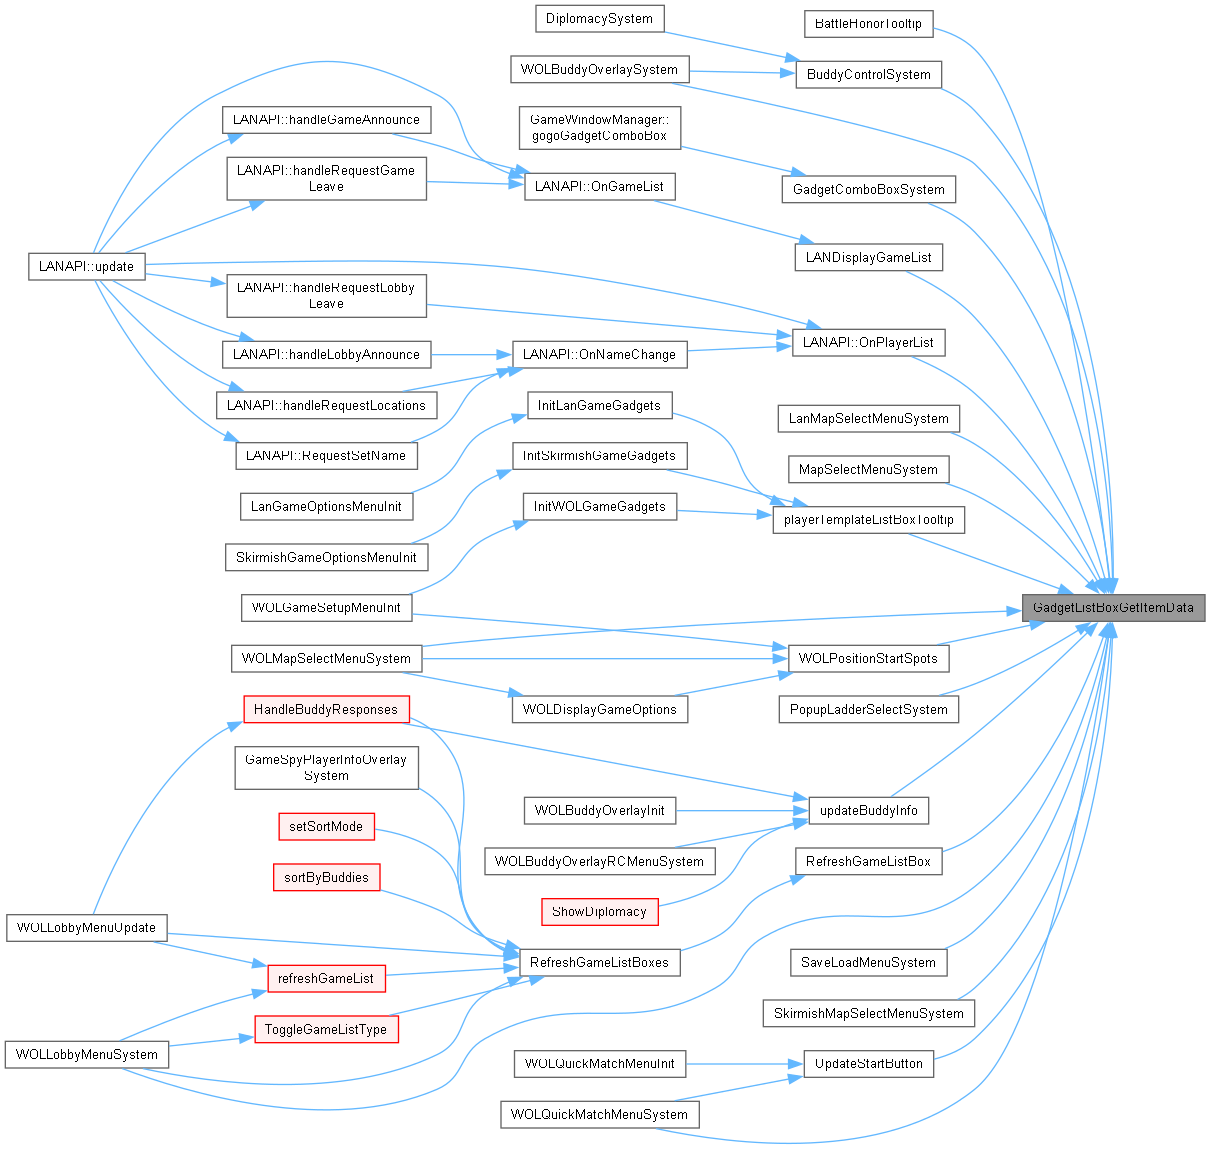 DiplomacySystem
BattleHonorTooltip
WOLBuddyOverlaySystem
BuddyControlSystem
LANAPI::handleGameAnnounce
GameWindowManager::
gogoGadgetComboBox
LANAPI::handleRequestGame
Leave
LANAPI::OnGameList
GadgetComboBoxSystem
LANAPI::update
LANDisplayGameList
LANAPI::handleRequestLobby
Leave
LANAPI::OnPlayerList
LANAPI::handleLobbyAnnounce
LANAPI::OnNameChange
LANAPI::handleRequestLocations
InitLanGameGadgets
LanMapSelectMenuSystem
LANAPI::RequestSetName
InitSkirmishGameGadgets
MapSelectMenuSystem
LanGameOptionsMenuInit
InitWOLGameGadgets
playerTemplateListBoxTooltip
SkirmishGameOptionsMenuInit
WOLGameSetupMenuInit
GadgetListBoxGetItemData
WOLMapSelectMenuSystem
WOLPositionStartSpots
HandleBuddyResponses
WOLDisplayGameOptions
PopupLadderSelectSystem
GameSpyPlayerInfoOverlay
System
setSortMode
WOLBuddyOverlayInit
updateBuddyInfo
sortByBuddies
WOLBuddyOverlayRCMenuSystem
RefreshGameListBox
ShowDiplomacy
WOLLobbyMenuUpdate
refreshGameList
RefreshGameListBoxes
SaveLoadMenuSystem
ToggleGameListType
SkirmishMapSelectMenuSystem
WOLLobbyMenuSystem
WOLQuickMatchMenuInit
UpdateStartButton
WOLQuickMatchMenuSystem